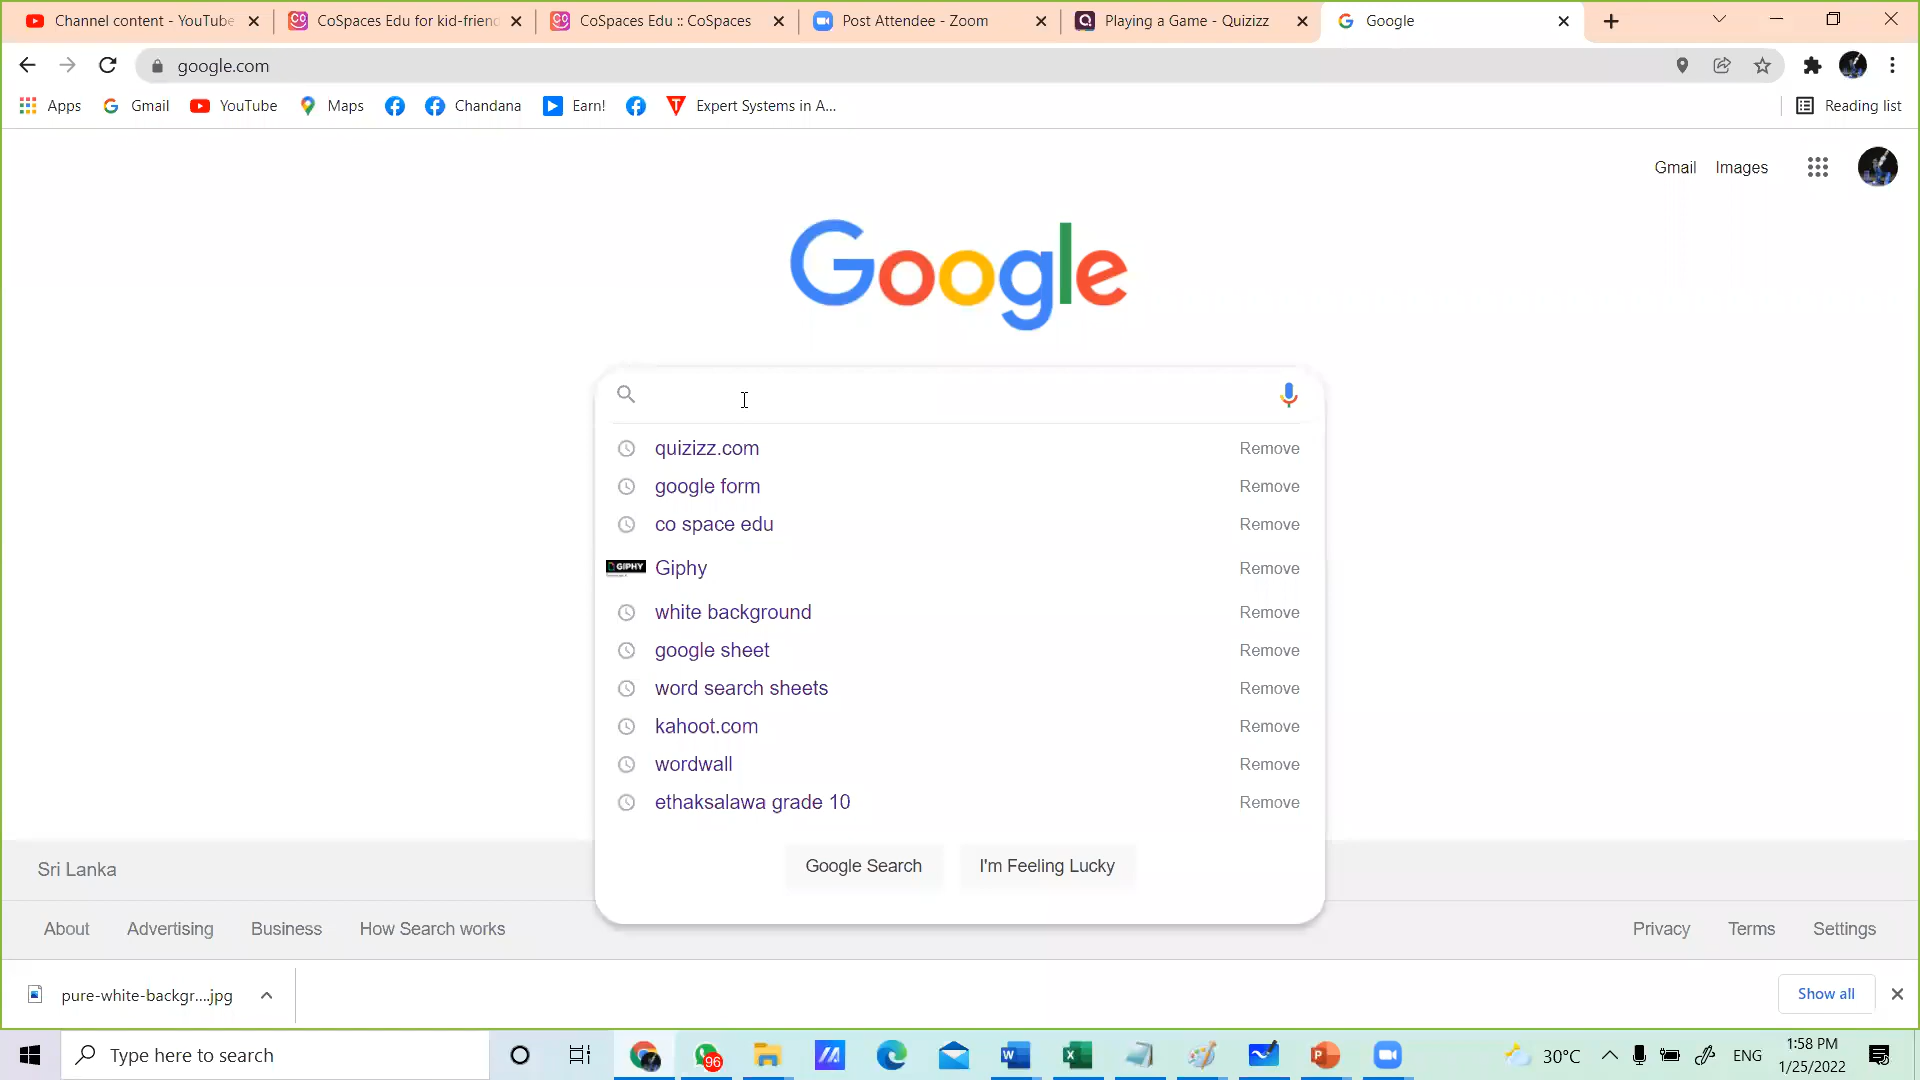 Channel content - YouTube
CoSpaces Edu for kid-friend
CoSpaces Edu :: CoSpaces
Post Attendee - Zoom
Playing a Game - Quizizz
Google
google.com
Apps
Gmail
YouTube
Maps
Chandana
Earn!
Expert Systems in A...
Reading list
Gmail
Images
Google
quizizz.com Remove
google form Remove
co space edu Remove
GIPHY Giphy Remove
white background Remove
google sheet Remove
word search sheets Remove
kahoot.com Remove
wordwall Remove
ethaksalawa grade 10 Remove
Google Search
I'm Feeling Lucky
Sri Lanka
About
Advertising
Business
How Search works
Privacy
Terms
Settings
pure-white-backgr....jpg
Show all
Type here to search
96
30°C
ENG
1:58 PM
1/25/2022